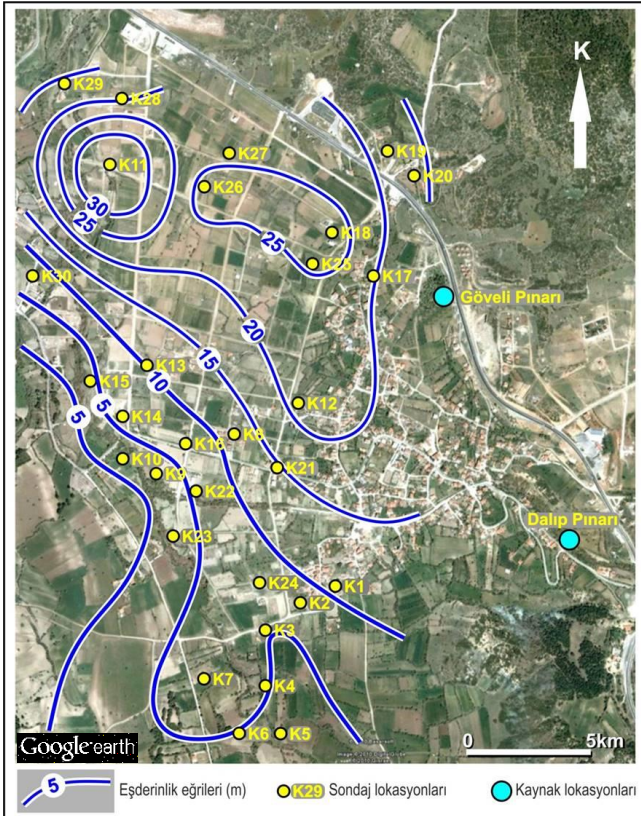 K
K29
K28
K11
K27
K19
K20
K26
30
25
K18
25
K25
K17
K30
Göveli Pınarı
20
15
K13
10
K15
5
5
K14
K12
K16
K8
K10
K9
K21
K22
K23
Dalıp Pınarı
K24
K1
K2
K3
K7
K4
K6
K5
Google earth
5km
5
Eşderinlik eğrileri (m)
K29
Sondaj lokasyonları
Kaynak lokasyonları